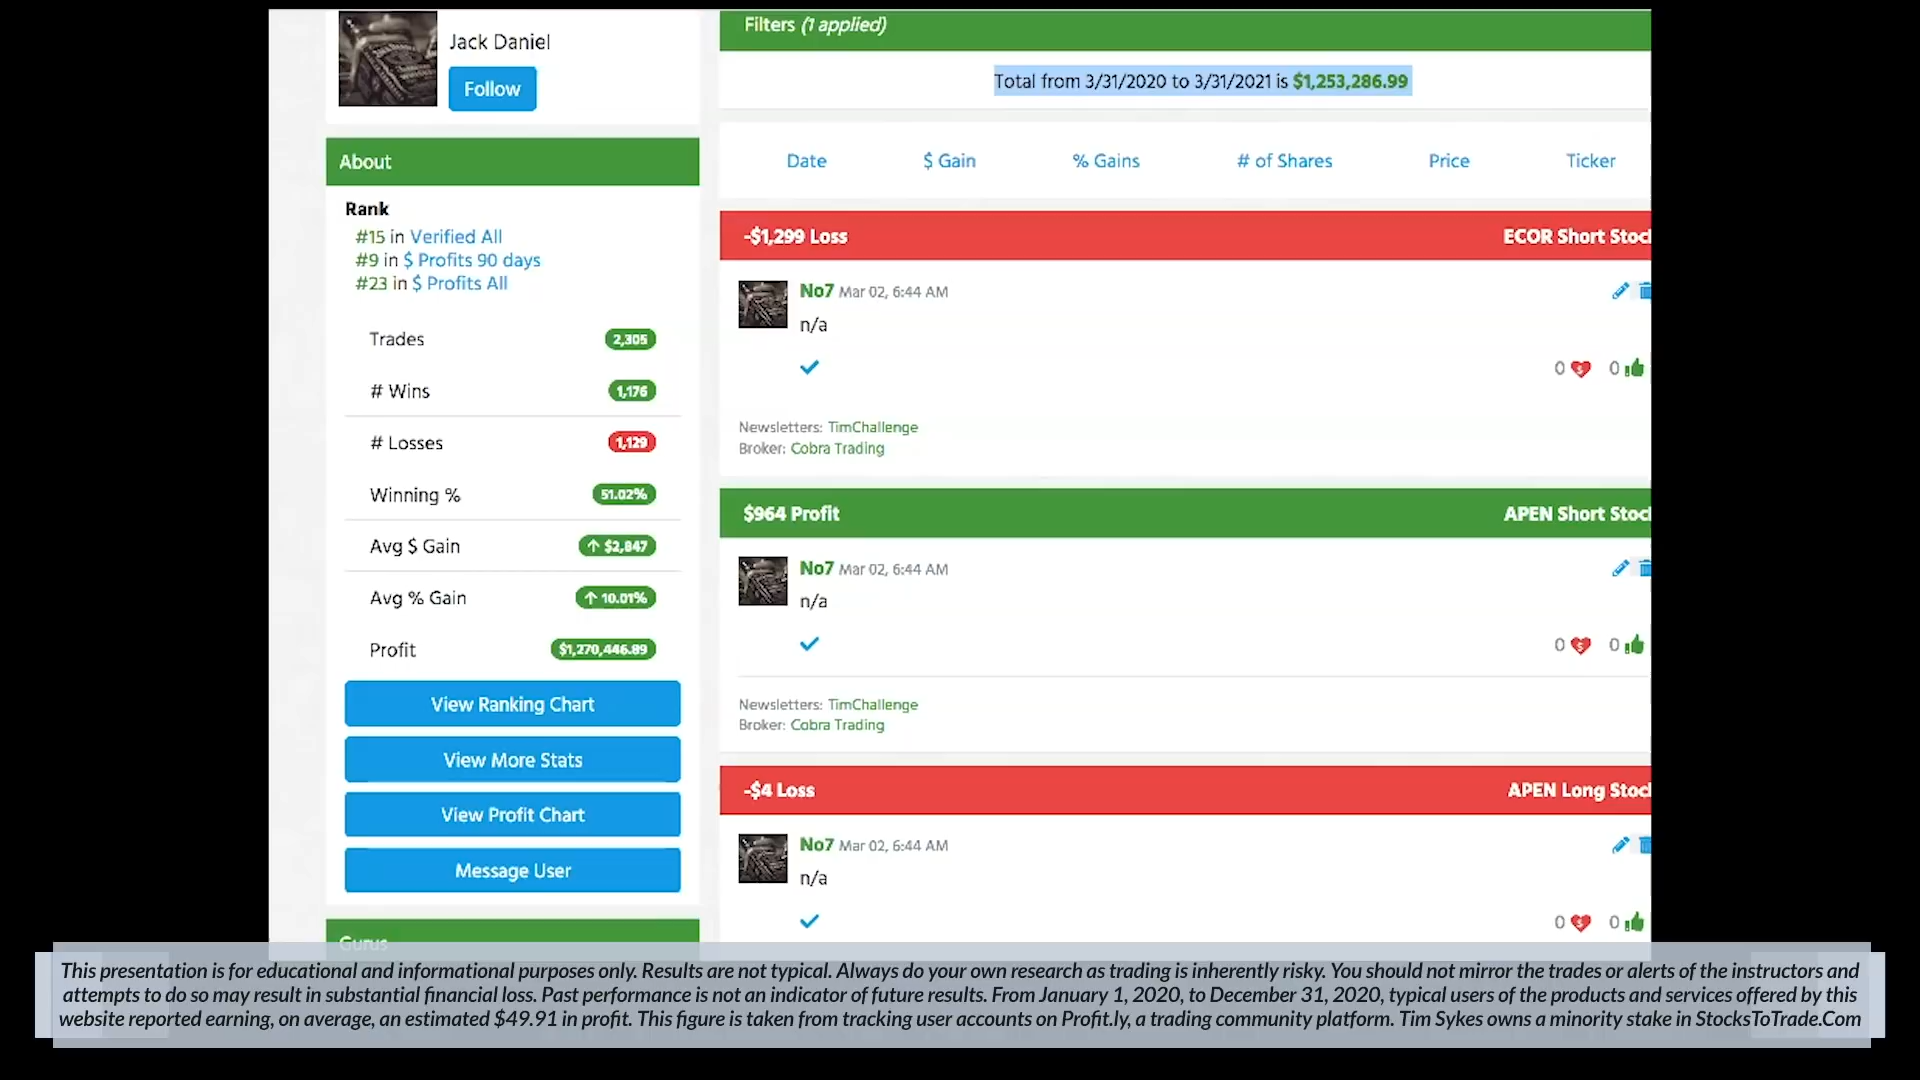 Jack Daniel
Follow
About
Rank
#15 in Verified All
#9 in $ Profits 90 days
#23 in $ Profits All
Trades 2,305
# Wins 1,176
# Losses 1,129
Winning % 51.02%
Avg $ Gain ↑ $2,847
Avg % Gain ↑ 10.01%
Profit $1,270,446.89
View Ranking Chart
View More Stats
View Profit Chart
Message User
Gurus
Filters (1 applied)
Total from 3/31/2020 to 3/31/2021 is $1,253,286.99
Date $ Gain % Gains # of Shares Price Ticker
-$1,299 Loss ECOR Short Stock
No7 Mar 02, 6:44 AM
n/a
0 0
Newsletters: TimChallenge
Broker: Cobra Trading
$964 Profit APEN Short Stock
No7 Mar 02, 6:44 AM
n/a
0 0
Newsletters: TimChallenge
Broker: Cobra Trading
-$4 Loss APEN Long Stock
No7 Mar 02, 6:44 AM
n/a
0 0
This presentation is for educational and informational purposes only. Results are not typical. Always do your own research as trading is inherently risky. You should not mirror the trades or alerts of the instructors and
attempts to do so may result in substantial financial loss. Past performance is not an indicator of future results. From January 1, 2020, to December 31, 2020, typical users of the products and services offered by this
website reported earning, on average, an estimated $49.91 in profit. This figure is taken from tracking user accounts on Profit.ly, a trading community platform. Tim Sykes owns a minority stake in StocksToTrade.Com